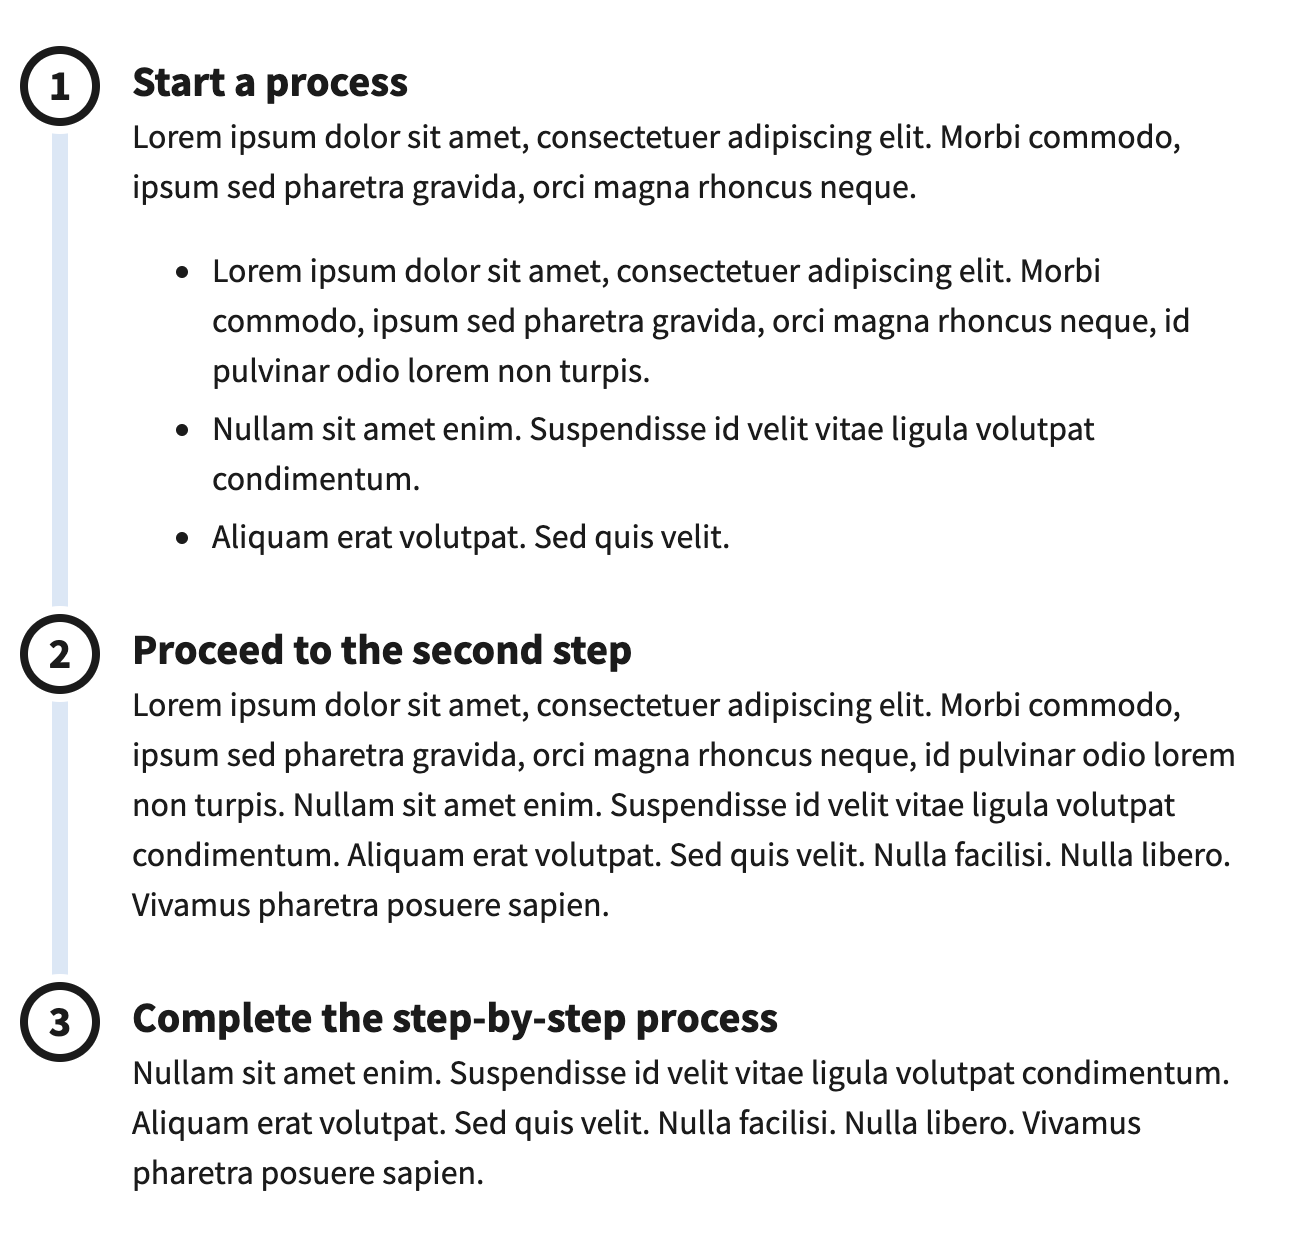 1 Start a process
Lorem ipsum dolor sit amet, consectetuer adipiscing elit. Morbi commodo,
ipsum sed pharetra gravida, orci magna rhoncus neque.
• Lorem ipsum dolor sit amet, consectetuer adipiscing elit. Morbi
commodo, ipsum sed pharetra gravida, orci magna rhoncus neque, id
pulvinar odio lorem non turpis.
• Nullam sit amet enim. Suspendisse id velit vitae ligula volutpat
condimentum.
• Aliquam erat volutpat. Sed quis velit.
2 Proceed to the second step
Lorem ipsum dolor sit amet, consectetuer adipiscing elit. Morbi commodo,
ipsum sed pharetra gravida, orci magna rhoncus neque, id pulvinar odio lorem
non turpis. Nullam sit amet enim. Suspendisse id velit vitae ligula volutpat
condimentum. Aliquam erat volutpat. Sed quis velit. Nulla facilisi. Nulla libero.
Vivamus pharetra posuere sapien.
3 Complete the step-by-step process
Nullam sit amet enim. Suspendisse id velit vitae ligula volutpat condimentum.
Aliquam erat volutpat. Sed quis velit. Nulla facilisi. Nulla libero. Vivamus
pharetra posuere sapien.